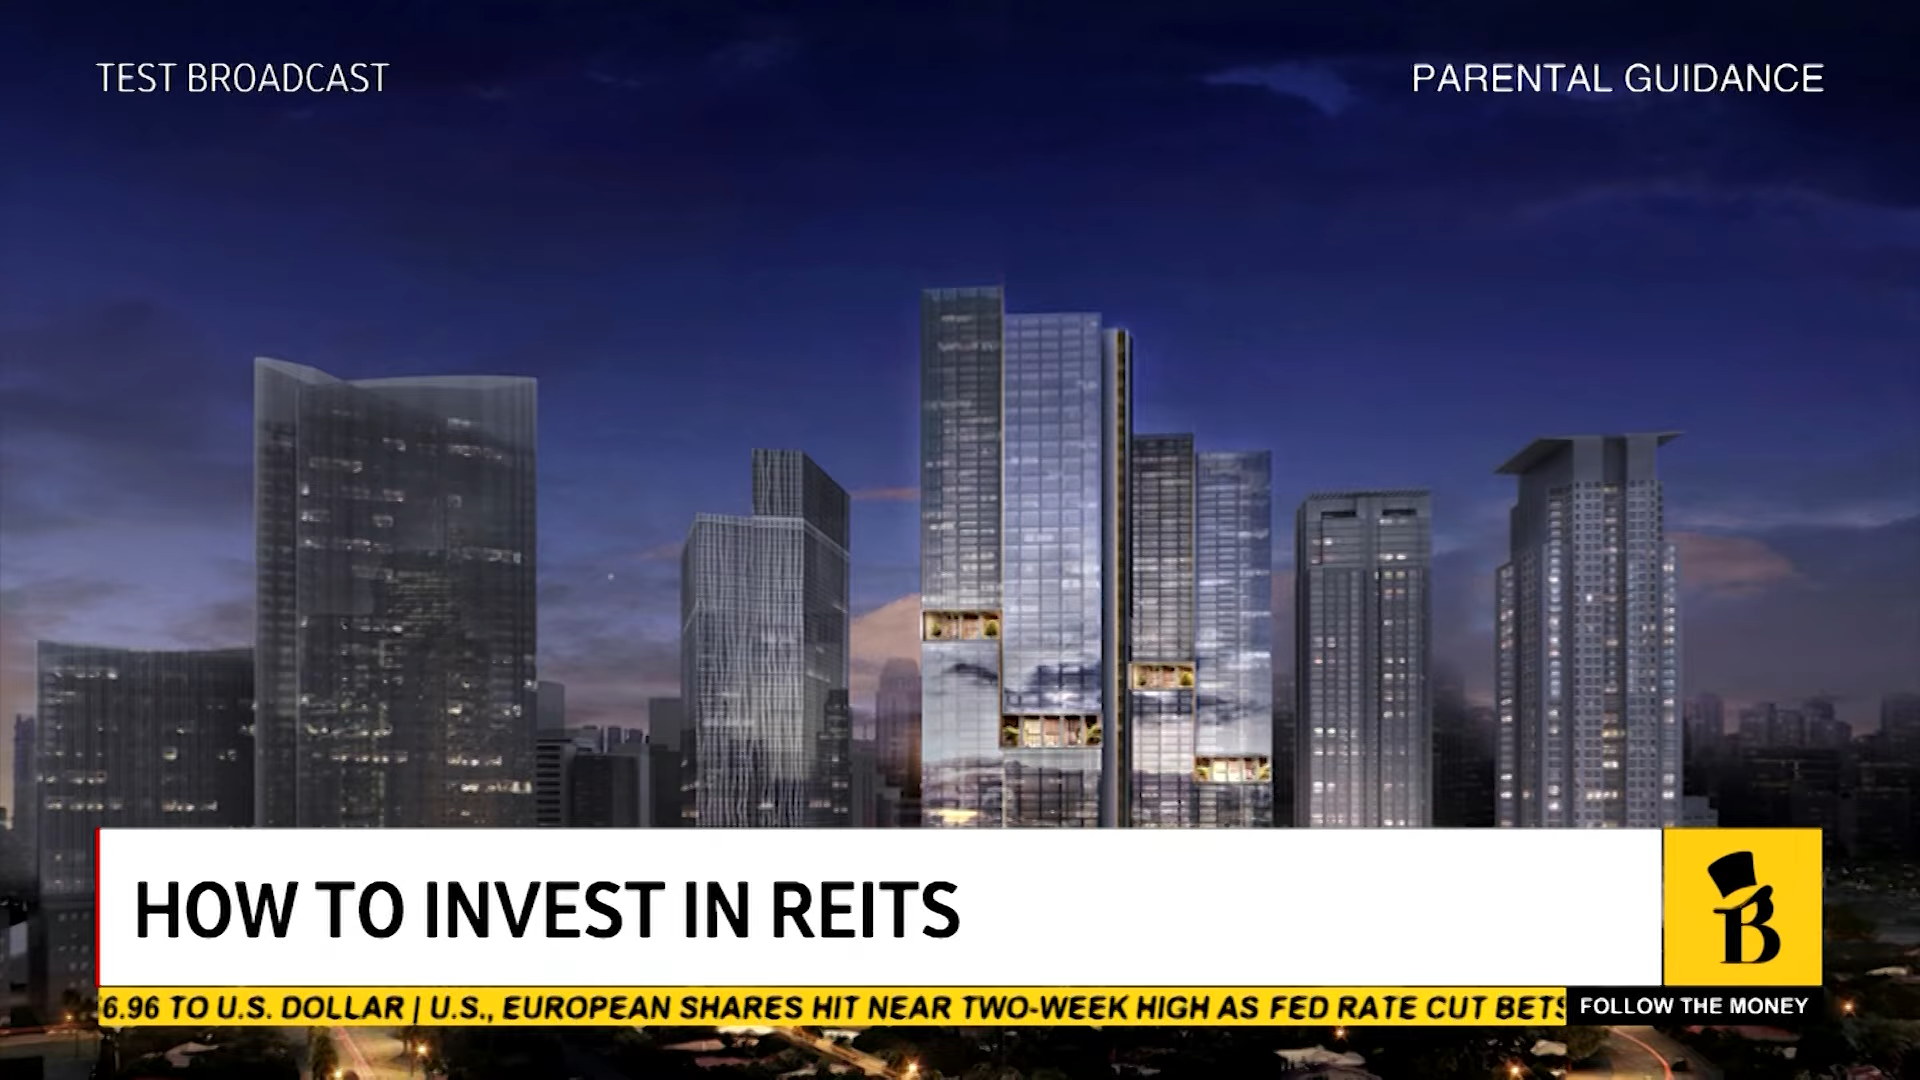 TEST BROADCAST
PARENTAL GUIDANCE
HOW TO INVEST IN REITS
B
6.96 TO U.S. DOLLAR | U.S., EUROPEAN SHARES HIT NEAR TWO-WEEK HIGH AS FED RATE CUT BETS
FOLLOW THE MONEY